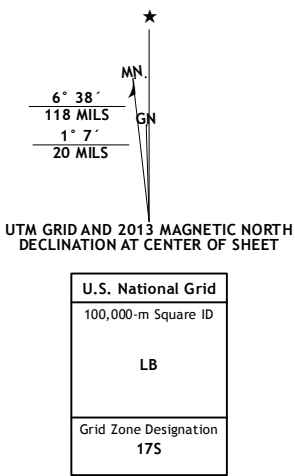 ★
MN.
6° 38´
118 MILS
GN
1° 7´
20 MILS
UTM GRID AND 2013 MAGNETIC NORTH
DECLINATION AT CENTER OF SHEET
U.S. National Grid
100,000-m Square ID
LB
Grid Zone Designation
17S